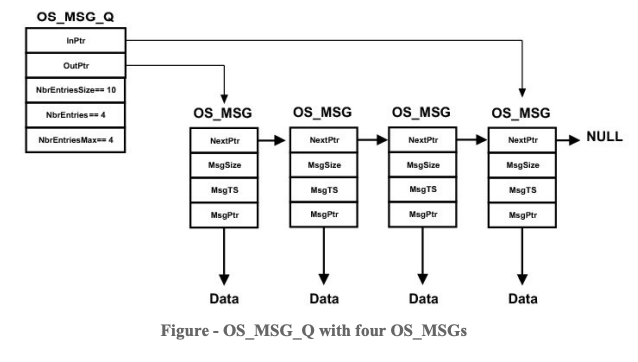 OS_MSG_Q
InPtr
OutPtr
NbrEntriesSize== 10
NbrEntries == 4
NbrEntriesMax== 4
OS_MSG OS_MSG OS_MSG OS_MSG
NextPtr NextPtr NextPtr NextPtr NULL
MsgSize MsgSize MsgSize MsgSize
MsgTS MsgTS MsgTS MsgTS
MsgPtr MsgPtr MsgPtr MsgPtr
Data Data Data Data
Figure - OS_MSG_Q with four OS_MSGs